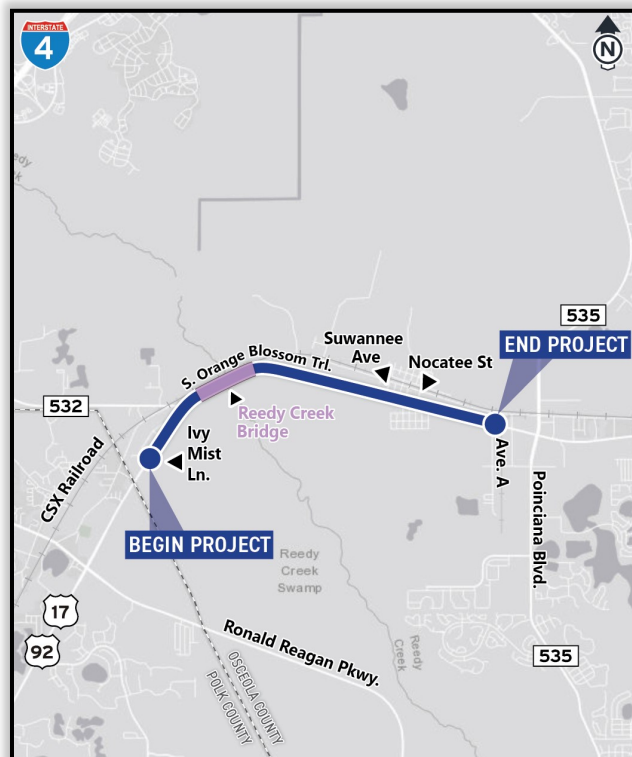 INTERSTATE
4
N
Reedy
Creek
535
END PROJECT
Suwannee
Ave
Nocatee St
S. Orange Blossom Trl.
532
Reedy Creek
Bridge
Ivy
Mist
Ln.
CSX Railroad
Ave. A
Poinciana Blvd.
BEGIN PROJECT
Reedy
Creek
Swamp
17
92
Ronald Reagan Pkwy.
Reedy
Creek
535
OSCEOLA COUNTY
POLK COUNTY